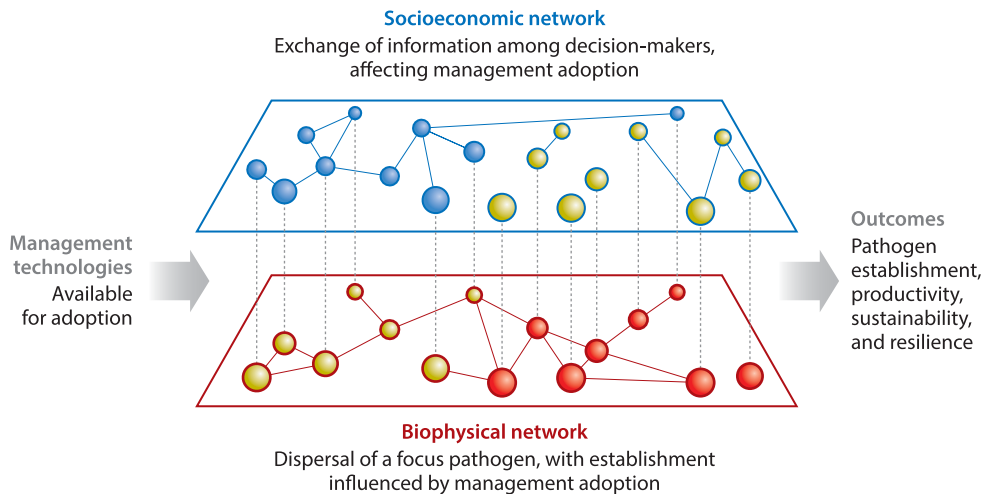 Socioeconomic network
Exchange of information among decision-makers,
affecting management adoption
Management
technologies
Available
for adoption
Outcomes
Pathogen
establishment,
productivity,
sustainability,
and resilience
Biophysical network
Dispersal of a focus pathogen, with establishment
influenced by management adoption